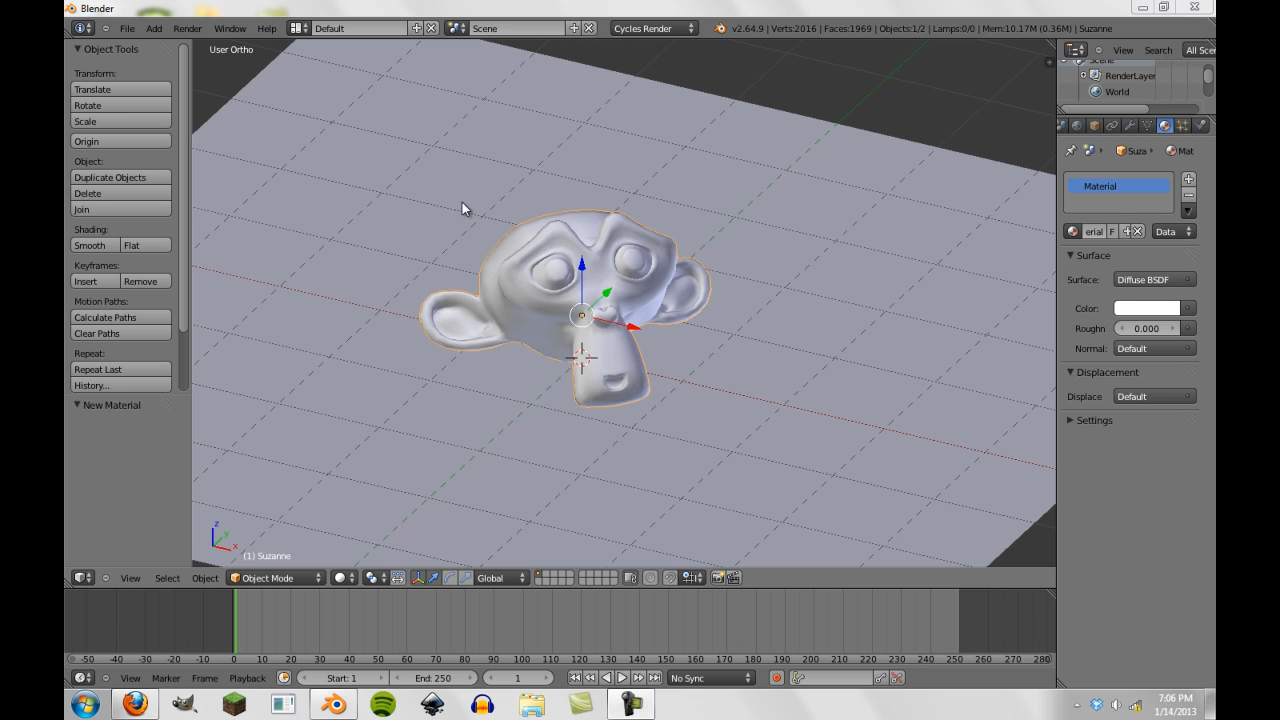 Blender
File Add Render Window Help Default Scene Cycles Render v2.64.9 | Verts:2016 | Faces:1969 | Objects:1/2 | Lamps:0/0 | Mem:10.17M (0.36M) | Suzanne
Object Tools
Transform:
Translate
Rotate
Scale
Origin
Object:
Duplicate Objects
Delete
Join
Shading:
Smooth Flat
Keyframes:
Insert Remove
Motion Paths:
Calculate Paths
Clear Paths
Repeat:
Repeat Last
History...
New Material
User Ortho
z
y
x
(1) Suzanne
View Search All Scer
Scene
RenderLayer
World
Suza Mat
Material
erial F Data
Surface
Surface: Diffuse BSDF
Color:
Roughn 0.000
Normal: Default
Displacement
Displace Default
Settings
View Select Object Object Mode Global
-50 -40 -30 -20 -10 0 10 20 30 40 50 60 70 80 90 100 110 120 130 140 150 160 170 180 190 200 210 220 230 240 250 260 270 280
View Marker Frame Playback Start: 1 End: 250 1 No Sync
7:06 PM
1/14/2013